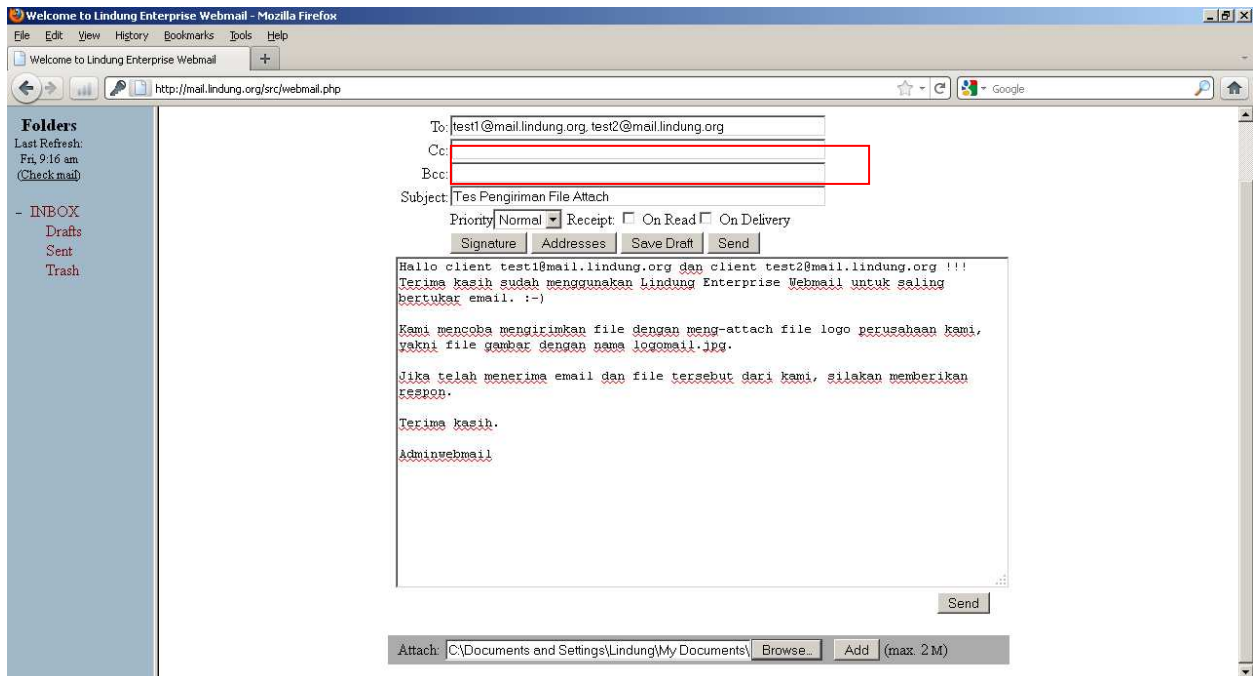 Welcome to Lindung Enterprise Webmail - Mozilla Firefox
File Edit View History Bookmarks Tools Help
Welcome to Lindung Enterprise Webmail +
http://mail.lindung.org/src/webmail.php Google
Folders
Last Refresh:
Fri, 9:16 am
(Check mail)
- INBOX
Drafts
Sent
Trash
To: test1@mail.lindung.org, test2@mail.lindung.org
Cc:
Bcc:
Subject: Tes Pengiriman File Attach
Priority Normal Receipt: On Read On Delivery
Signature Addresses Save Draft Send
Hallo client test1@mail.lindung.org dan client test2@mail.lindung.org !!!
Terima kasih sudah menggunakan Lindung Enterprise Webmail untuk saling
bertukar email. :-)
Kami mencoba mengirimkan file dengan meng-attach file logo perusahaan kami,
yakni file gambar dengan nama logomail.jpg.
Jika telah menerima email dan file tersebut dari kami, silakan memberikan
respon.
Terima kasih.
Adminwebmail
Send
Attach: C:\Documents and Settings\Lindung\My Documents\ Browse... Add (max. 2 M)